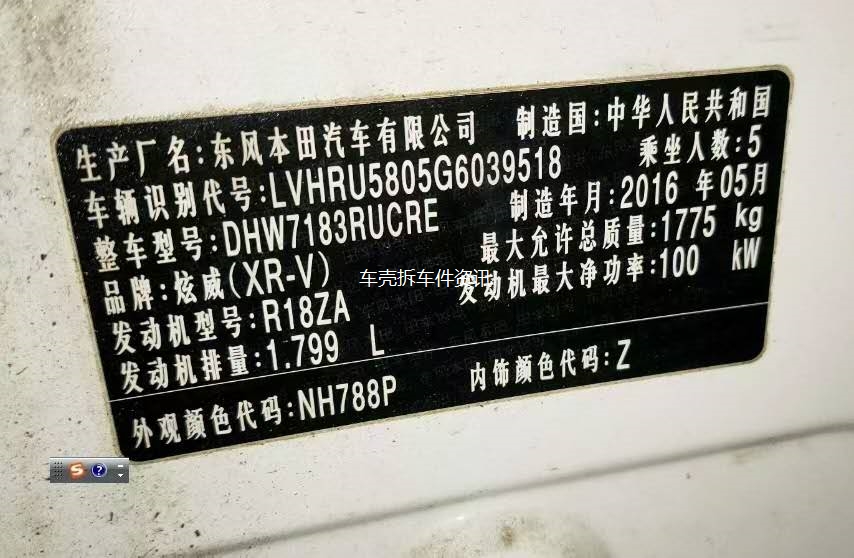 生产厂名:东风本田汽车有限公司 制造国:中华人民共和国
车辆识别代号:LVHRU5805G6039518 乘坐人数:5
整车型号:DHW7183RUCRE 制造年月:2016 年05月
品牌:炫威(XR-V) 最大允许总质量:1775 kg
车壳拆车件资讯
发动机型号:R18ZA 发动机最大净功率:100 kW
发动机排量:1.799 L
外观颜色代码:NH788P 内饰颜色代码:Z
S ?